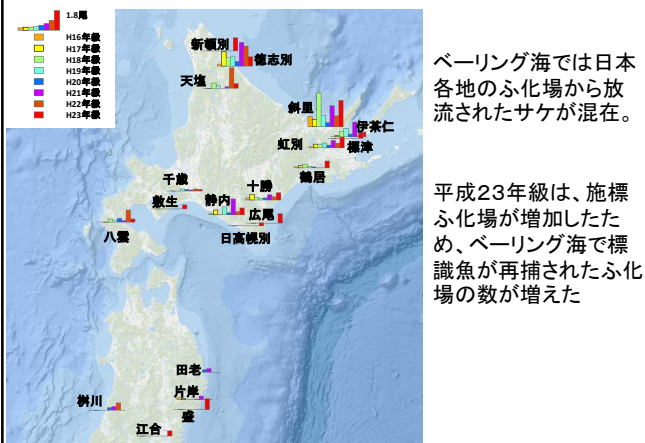 1.8尾
H16年級
H17年級
H18年級
H19年級
H20年級
H21年級
H22年級
H23年級
新頓別
徳志別
天塩
斜里
伊茶仁
虹別
標津
鶴居
千歳
十勝
敷生
静内
広尾
八雲
日高幌別
田老
片岸
桝川
盛
江合
ベーリング海では日本
各地のふ化場から放
流されたサケが混在。
平成23年級は、施標
ふ化場が増加したた
め、ベーリング海で標
識魚が再捕されたふ化
場の数が増えた